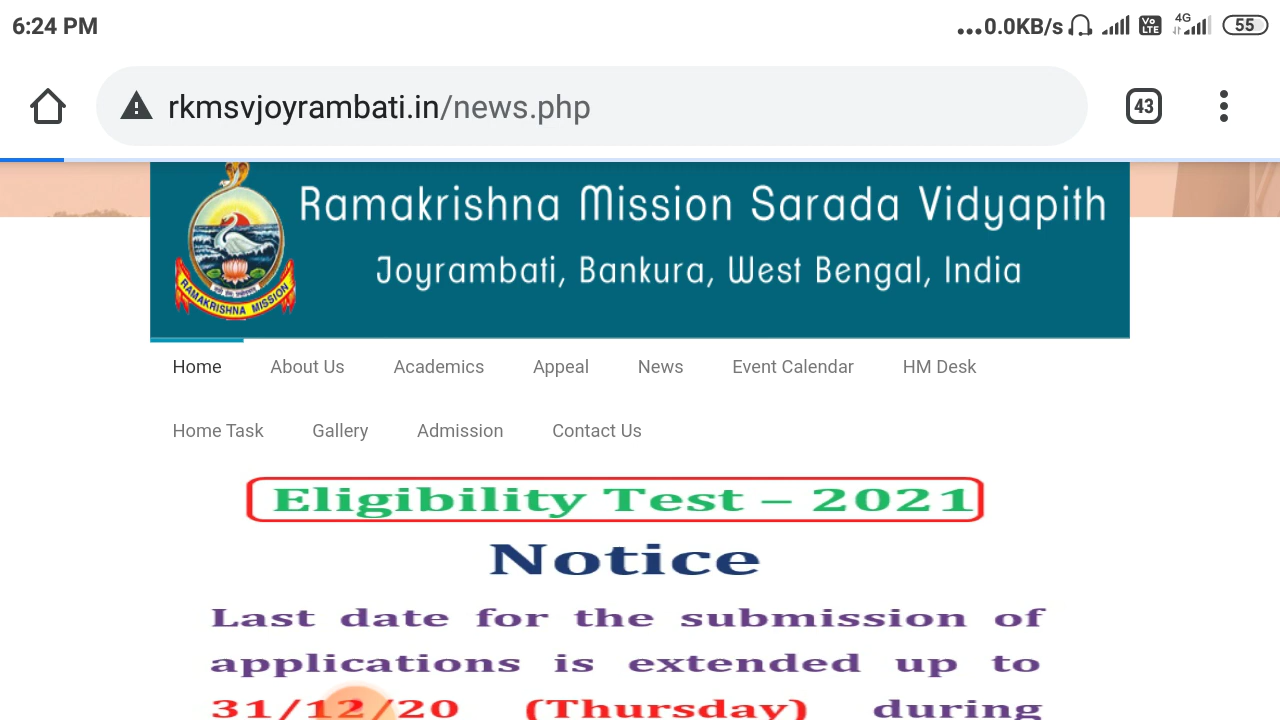 6:24 PM
...0.0KB/s
Vo LTE
4G
55
rkmsvjoyrambati.in/news.php
43
Ramakrishna Mission Sarada Vidyapith
Joyrambati, Bankura, West Bengal, India
RAMAKRISHNA MISSION
Home About Us Academics Appeal News Event Calendar HM Desk
Home Task Gallery Admission Contact Us
Eligibility Test – 2021
Notice
Last date for the submission of
applications is extended up to
31/12/20 (Thursday) during